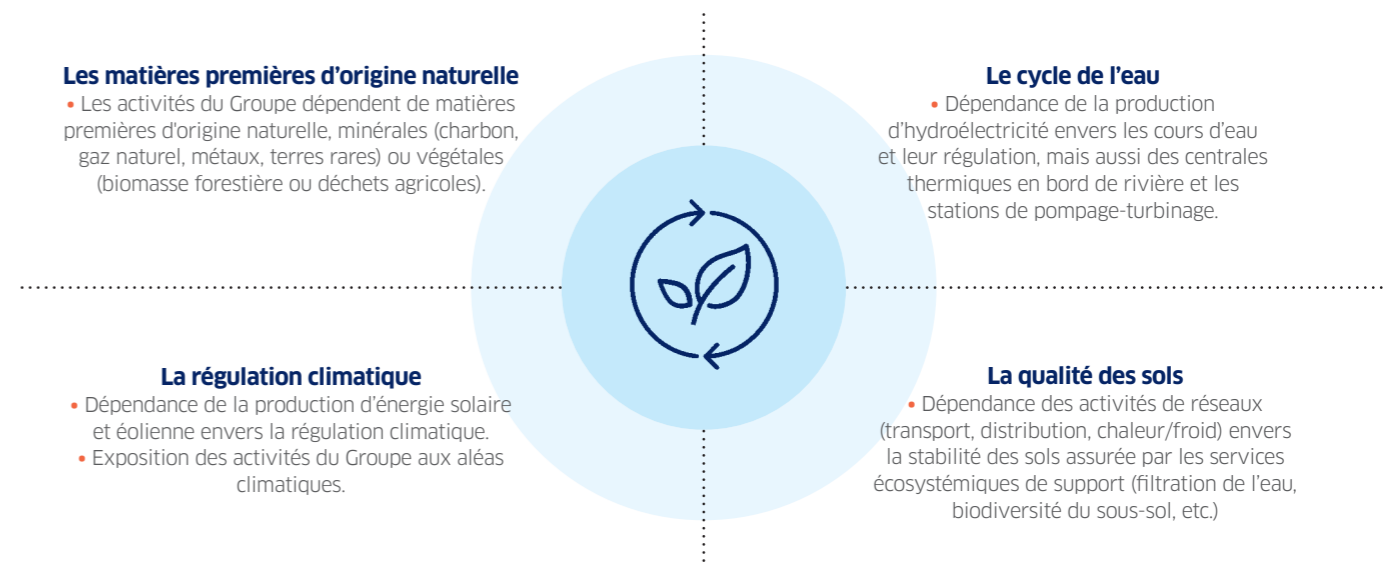 Les matières premières d’origine naturelle
• Les activités du Groupe dépendent de matières
premières d'origine naturelle, minérales (charbon,
gaz naturel, métaux, terres rares) ou végétales
(biomasse forestière ou déchets agricoles).
Le cycle de l’eau
• Dépendance de la production
d’hydroélectricité envers les cours d’eau
et leur régulation, mais aussi des centrales
thermiques en bord de rivière et les
stations de pompage-turbinage.
La régulation climatique
• Dépendance de la production d’énergie solaire
et éolienne envers la régulation climatique.
• Exposition des activités du Groupe aux aléas
climatiques.
La qualité des sols
• Dépendance des activités de réseaux
(transport, distribution, chaleur/froid) envers
la stabilité des sols assurée par les services
écosystémiques de support (filtration de l’eau,
biodiversité du sous-sol, etc.)